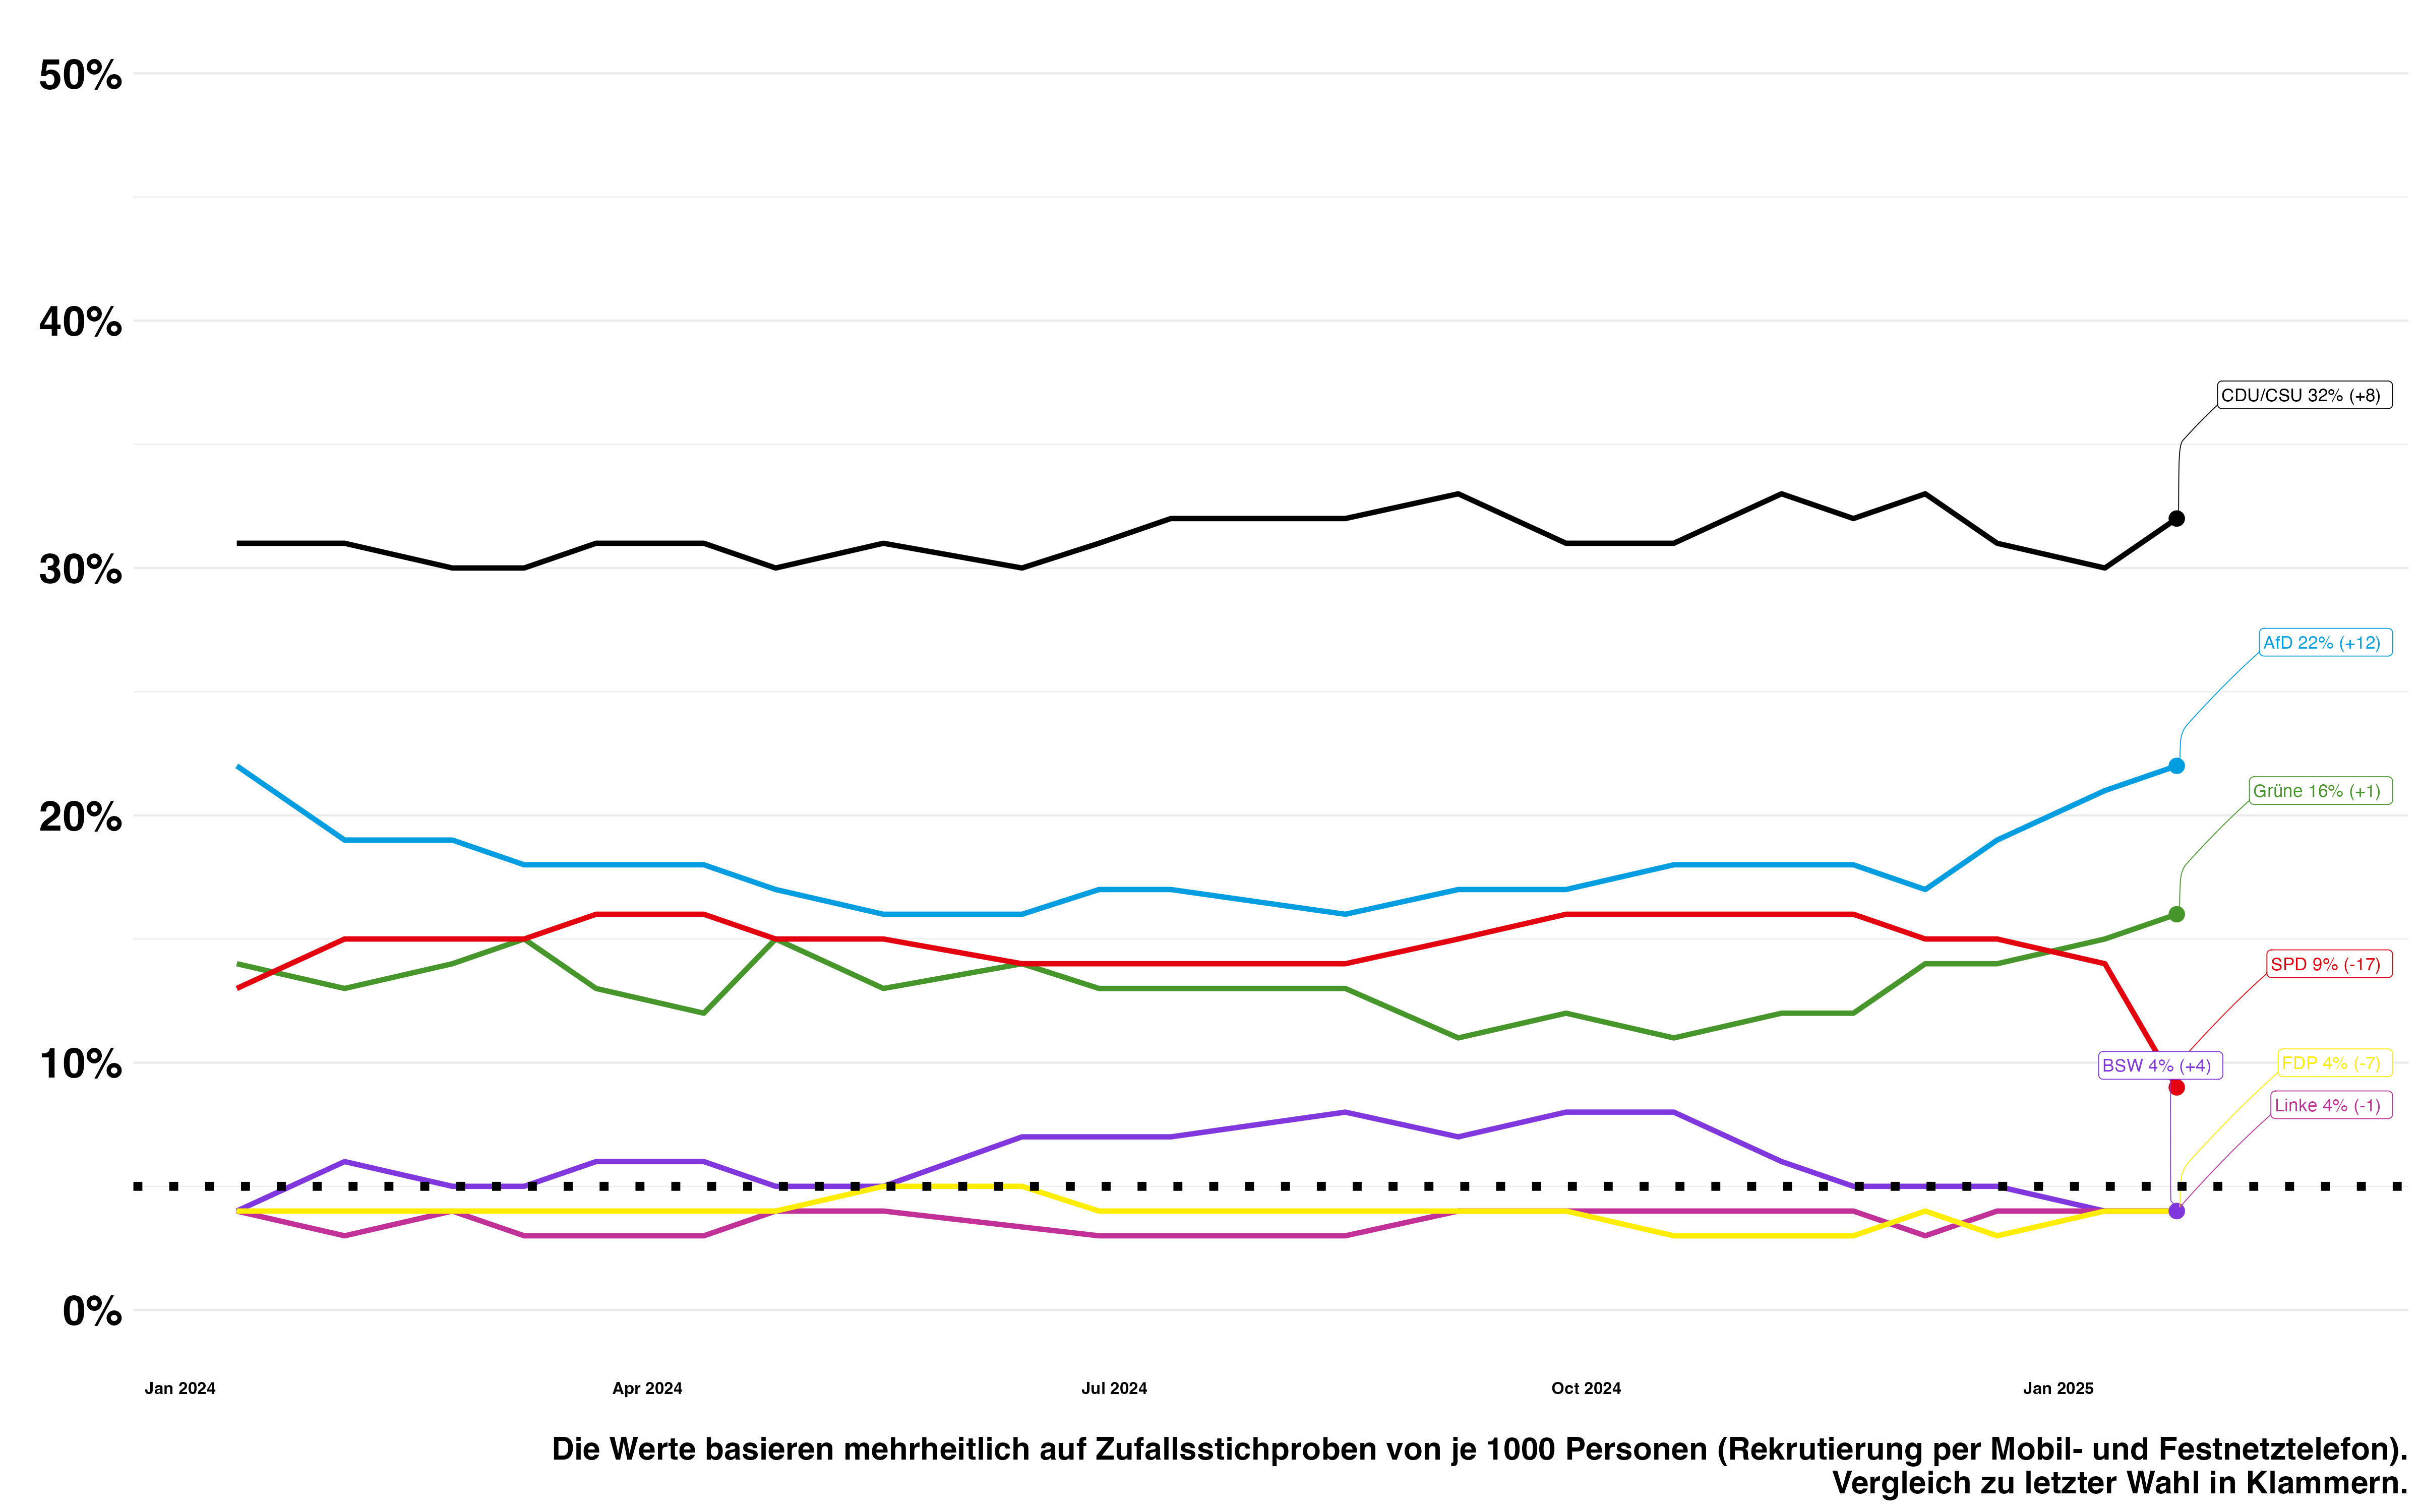 50%
40%
30%
20%
10%
0%
CDU/CSU 32% (+8)
AfD 22% (+12)
Grüne 16% (+1)
SPD 9% (-17)
BSW 4% (+4)
FDP 4% (-7)
Linke 4% (-1)
Jan 2024
Apr 2024
Jul 2024
Oct 2024
Jan 2025
Die Werte basieren mehrheitlich auf Zufallsstichproben von je 1000 Personen (Rekrutierung per Mobil- und Festnetztelefon).
Vergleich zu letzter Wahl in Klammern.